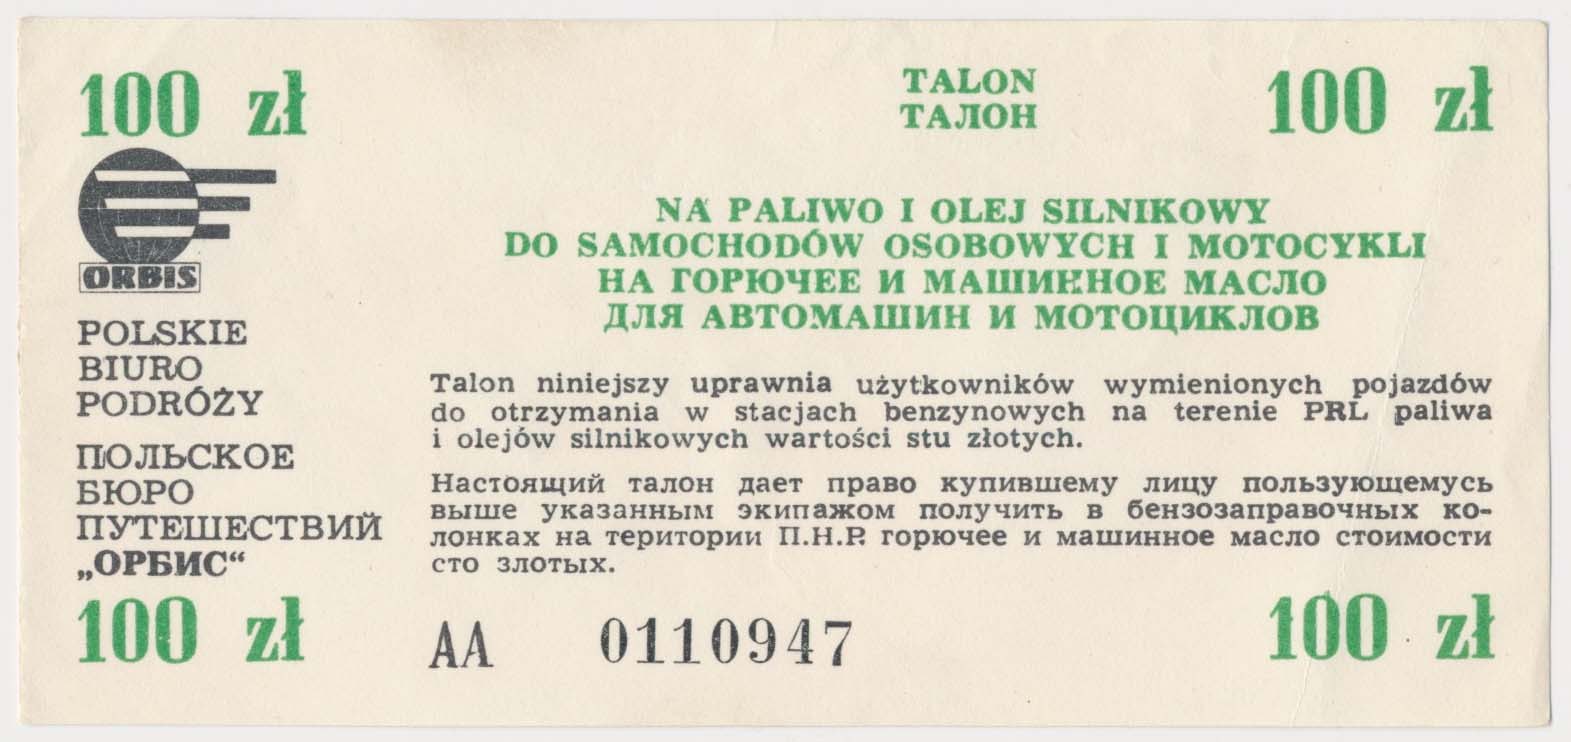 100 zł
TALON
ТАЛОН
100 zł
ORBIS
POLSKIE
BIURO
PODRÓŻY
ПОЛЬСКОЕ
БЮРО
ПУТЕШЕСТВИЙ
„ОРБИС“
NA PALIWO I OLEJ SILNIKOWY
DO SAMOCHODÓW OSOBOWYCH I MOTOCYKLI
НА ГОРЮЧЕЕ И МАШИННОЕ МАСЛО
ДЛЯ АВТОМАШИН И МОТОЦИКЛОВ
Talon niniejszy uprawnia użytkowników wymienionych pojazdów
do otrzymania w stacjach benzynowych na terenie PRL paliwa
i olejów silnikowych wartości stu złotych.
Настоящий талон дает право купившему лицу пользующемусь
выше указанным экипажом получить в бензозаправочных ко-
лонках на територии П.Н.Р. горючее и машинное масло стоимости
сто злотых.
100 zł
AA 0110947
100 zł